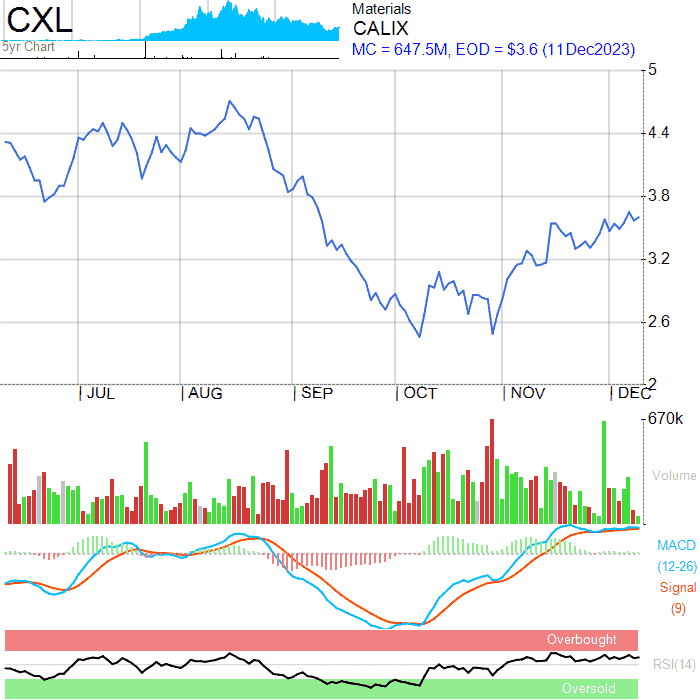 CXL
5yr Chart
Materials
CALIX
MC = 647.5M, EOD = $3.6 (11Dec2023)
5
4.4
3.8
3.2
2.6
2
| JUL | AUG | SEP | OCT | NOV | DEC
670k
Volume
MACD
(12-26)
Signal
(9)
Overbought
RSI(14)
Oversold